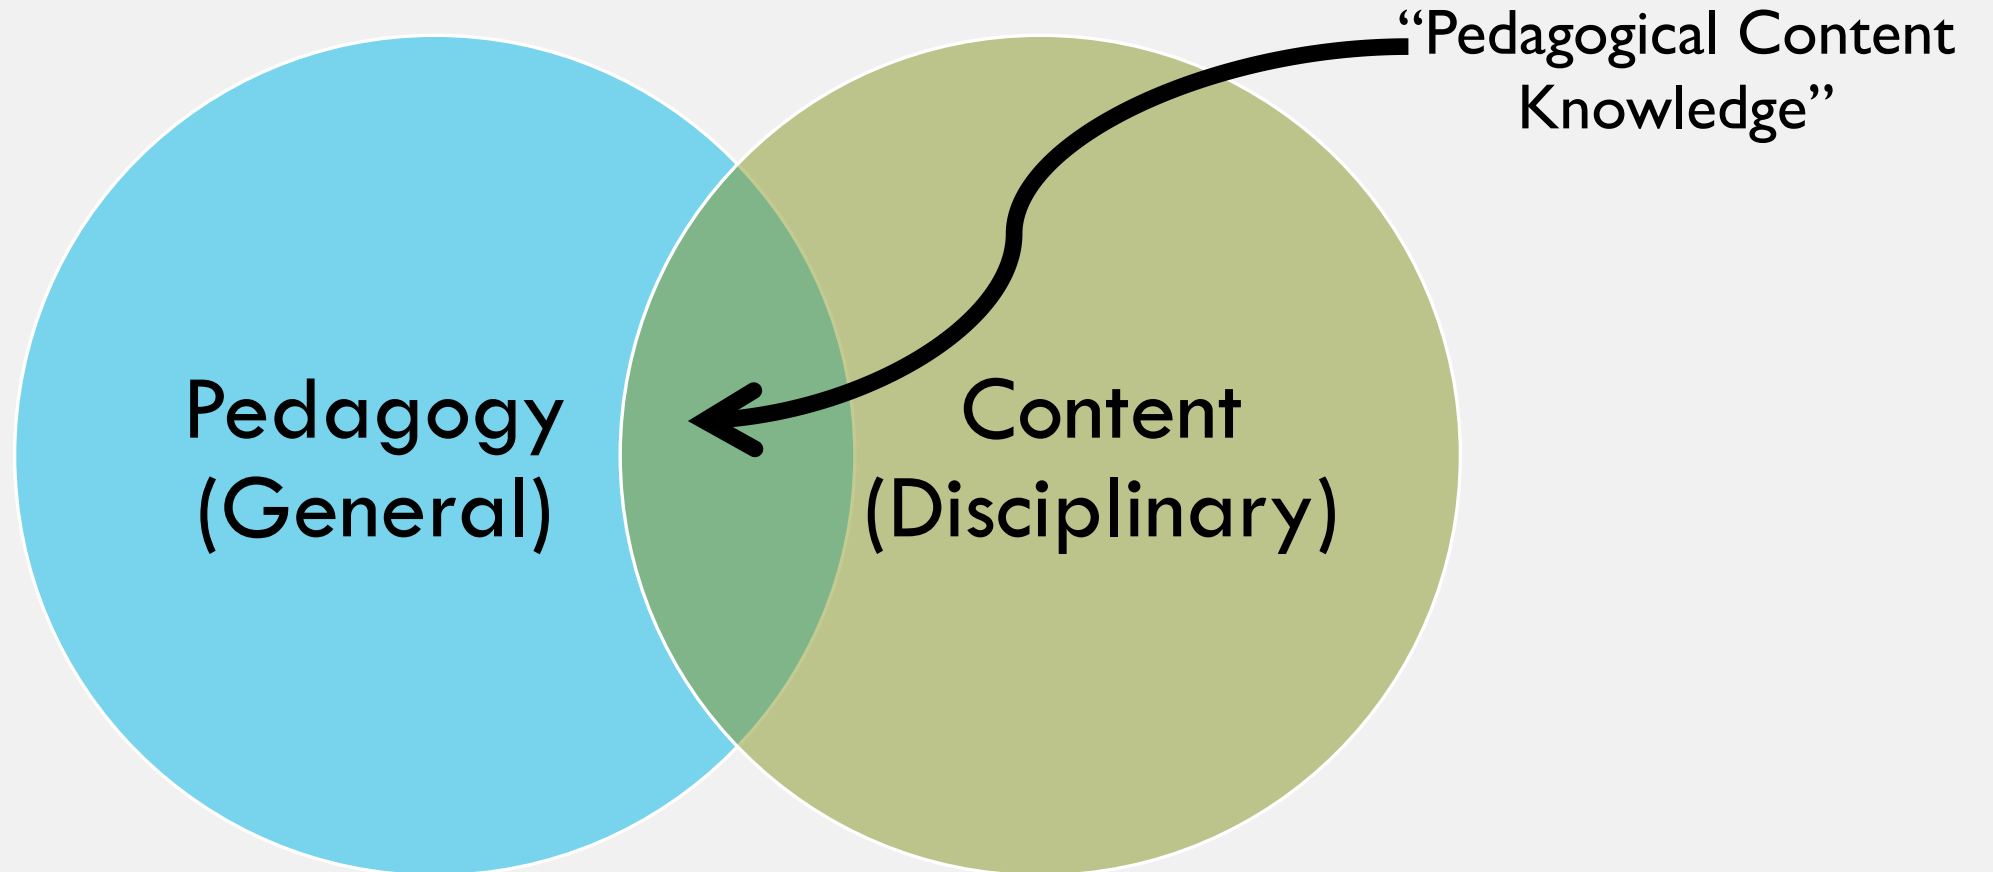 “Pedagogical Content
Knowledge”
Pedagogy
(General)
Content
(Disciplinary)